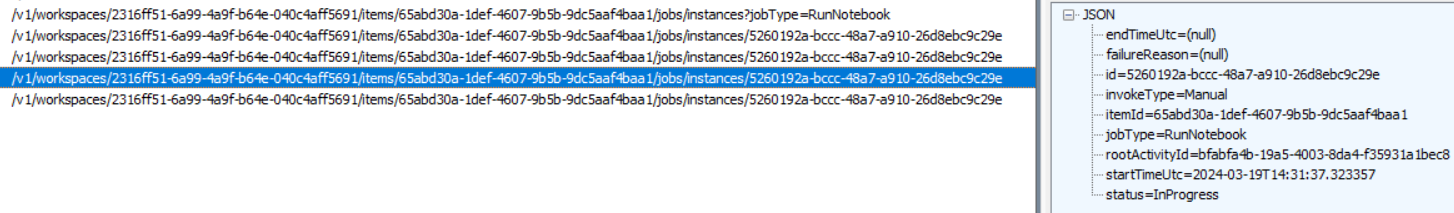 /v1/workspaces/2316ff51-6a99-4a9f-b64e-040c4aff5691/items/65abd30a-1def-4607-9b5b-9dc5aaf4baa1/jobs/instances?jobType=RunNotebook
/v1/workspaces/2316ff51-6a99-4a9f-b64e-040c4aff5691/items/65abd30a-1def-4607-9b5b-9dc5aaf4baa1/jobs/instances/5260192a-bccc-48a7-a910-26d8ebc9c29e
/v1/workspaces/2316ff51-6a99-4a9f-b64e-040c4aff5691/items/65abd30a-1def-4607-9b5b-9dc5aaf4baa1/jobs/instances/5260192a-bccc-48a7-a910-26d8ebc9c29e
/v1/workspaces/2316ff51-6a99-4a9f-b64e-040c4aff5691/items/65abd30a-1def-4607-9b5b-9dc5aaf4baa1/jobs/instances/5260192a-bccc-48a7-a910-26d8ebc9c29e
/v1/workspaces/2316ff51-6a99-4a9f-b64e-040c4aff5691/items/65abd30a-1def-4607-9b5b-9dc5aaf4baa1/jobs/instances/5260192a-bccc-48a7-a910-26d8ebc9c29e
JSON
endTimeUtc=(null)
failureReason=(null)
id=5260192a-bccc-48a7-a910-26d8ebc9c29e
invokeType=Manual
itemId=65abd30a-1def-4607-9b5b-9dc5aaf4baa1
jobType=RunNotebook
rootActivityId=bfabfa4b-19a5-4003-8da4-f35931a1bec8
startTimeUtc=2024-03-19T14:31:37.323357
status=InProgress